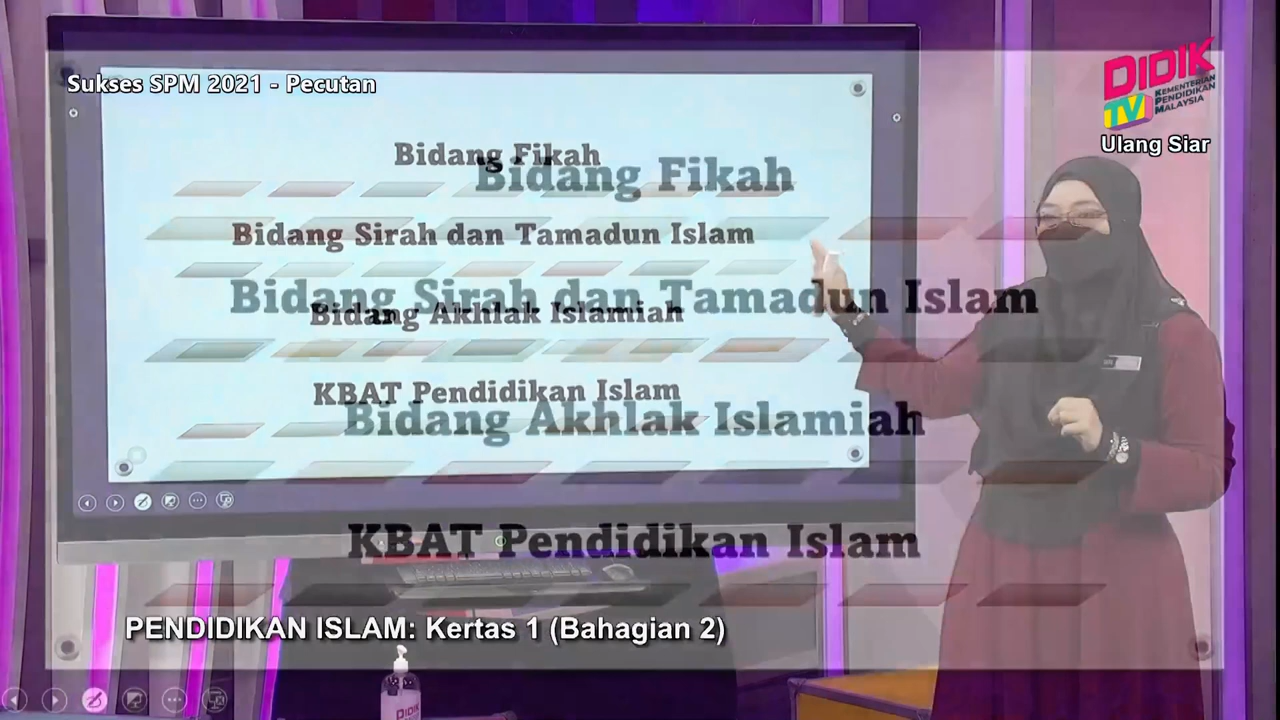 Sukses SPM 2021 - Pecutan
DIDIK
TV
KEMENTERIAN
PENDIDIKAN
MALAYSIA
Ulang Siar
Bidang Fikah
Bidang Sirah dan Tamadun Islam
Bidang Akhlak Islamiah
KBAT Pendidikan Islam
Bidang Fikah
Bidang Sirah dan Tamadun Islam
Bidang Akhlak Islamiah
KBAT Pendidikan Islam
PENDIDIKAN ISLAM: Kertas 1 (Bahagian 2)
DIDIK